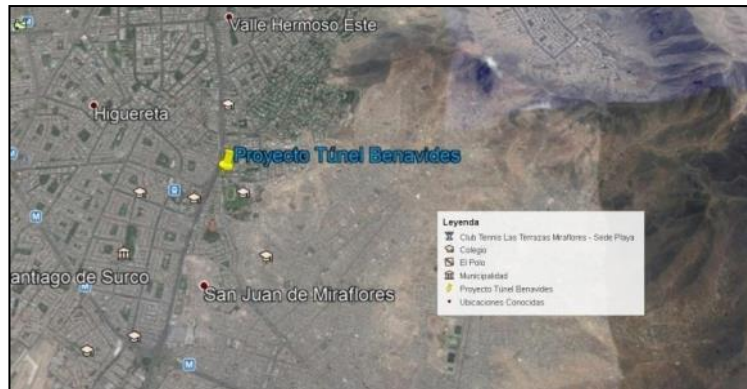 Valle Hermoso Este
Higuereta
Proyecto Túnel Benavides
Leyenda
Club Tennis Las Terrazas Miraflores - Sede Playa
Colegio
El Polo
Municipalidad
Proyecto Túnel Benavides
Ubicaciones Conocidas
antiago de Surco
San Juan de Miraflores
M
M
M